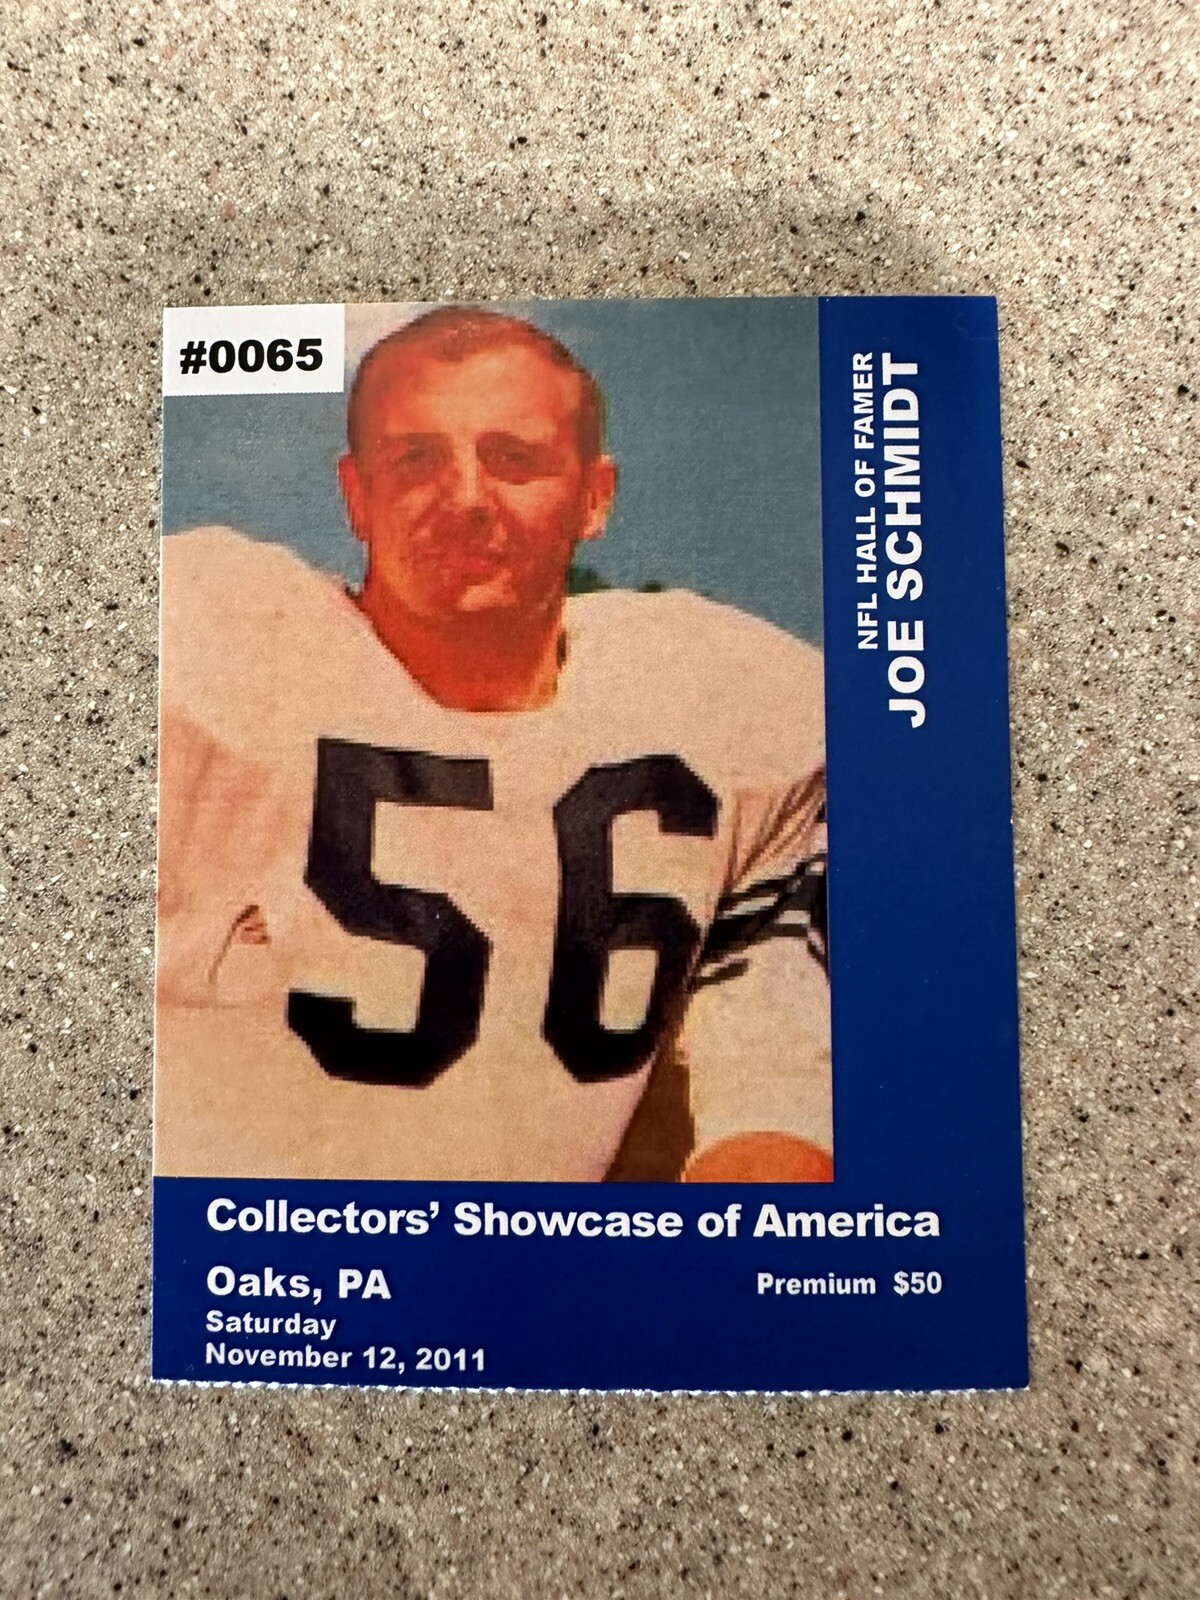 #0065
NFL HALL OF FAMER
JOE SCHMIDT
56
Collectors’ Showcase of America
Oaks, PA
Premium $50
Saturday
November 12, 2011